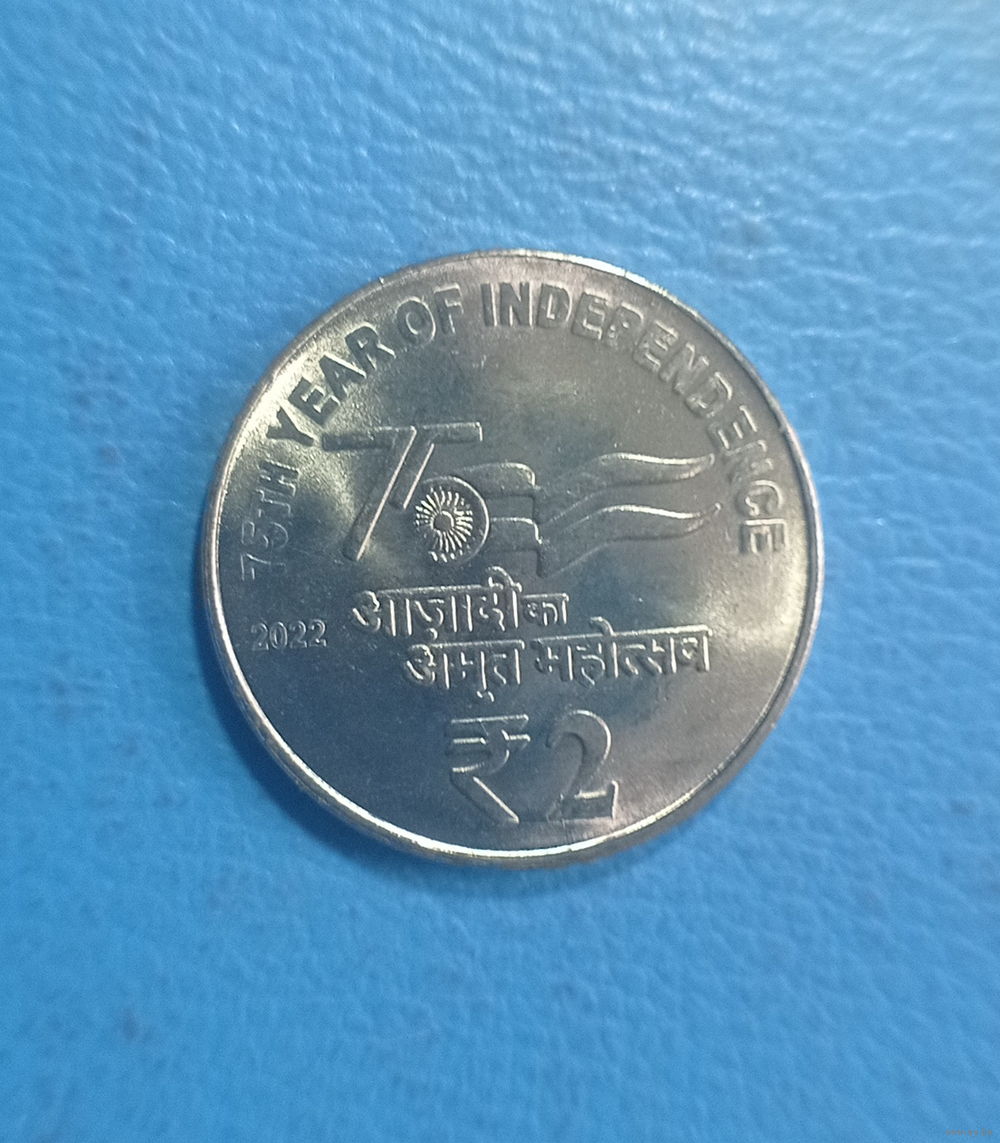 75TH YEAR OF INDEPENDENCE
75
2022
आज़ादी का
अमृत महोत्सव
₹2